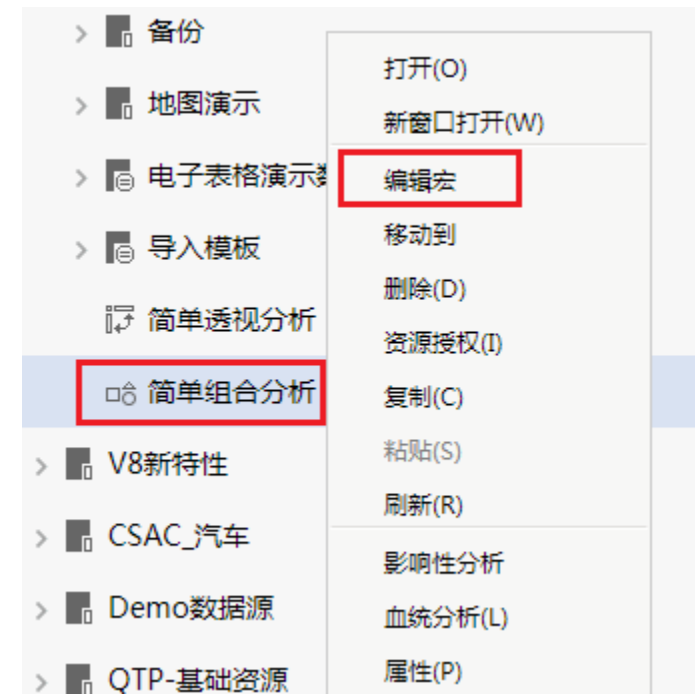 备份
地图演示
电子表格演示
导入模板
简单透视分析
简单组合分析
V8新特性
CSAC_汽车
Demo数据源
QTP-基础资源
打开(O)
新窗口打开(W)
编辑宏
移动到
删除(D)
资源授权(I)
复制(C)
粘贴(S)
刷新(R)
影响性分析
血统分析(L)
属性(P)